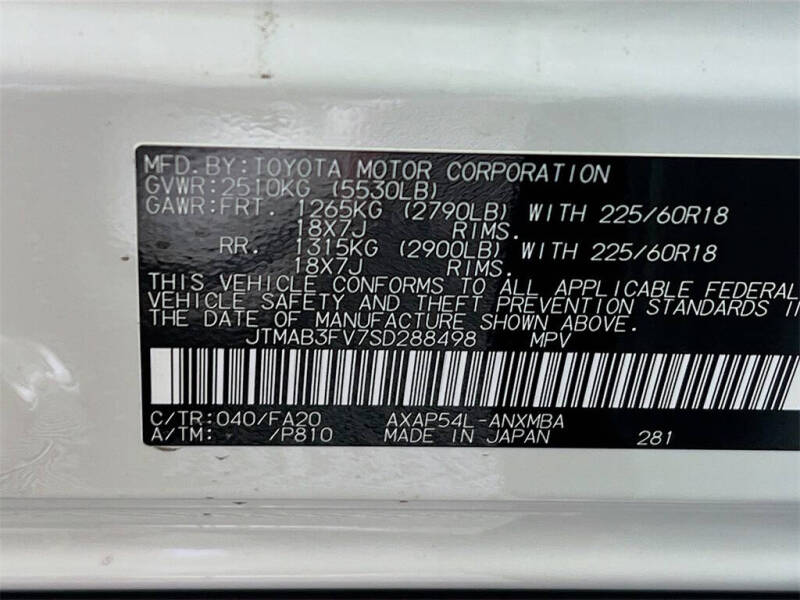 MFD.BY:TOYOTA MOTOR CORPORATION
GVWR:2510KG (5530LB)
GAWR:FRT. 1265KG (2790LB) WITH 225/60R18
18X7J RIMS.
RR. 1315KG (2900LB) WITH 225/60R18
18X7J RIMS.
THIS VEHICLE CONFORMS TO ALL APPLICABLE FEDERAL
VEHICLE SAFETY AND THEFT PREVENTION STANDARDS
THE DATE OF MANUFACTURE SHOWN ABOVE.
JTMAB3FV7SD288498 MPV
C/TR:040/FA20 AXAP54L-ANXMBA
A/TM: /P810 MADE IN JAPAN 281